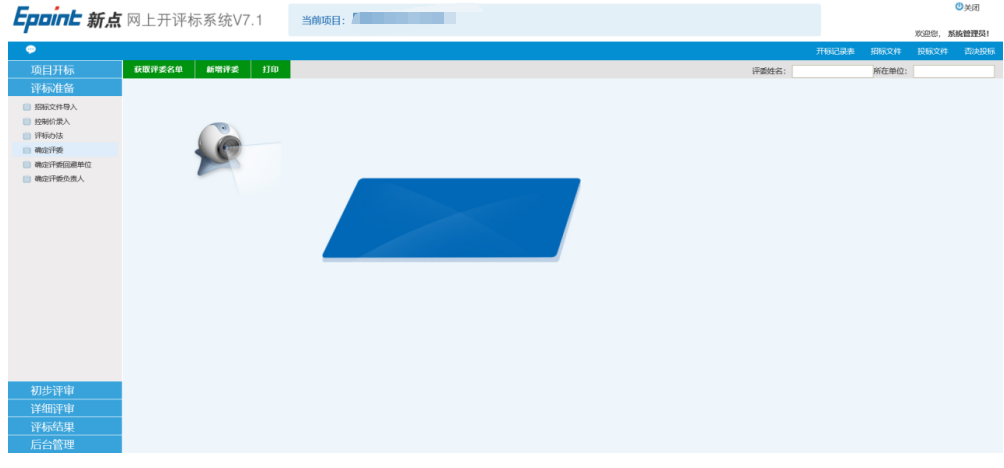 Epoint 新点 网上开评标系统V7.1
当前项目：
关闭
欢迎您，系统管理员！
开标记录表 招标文件 投标文件 否决投标
项目开标
评标准备
招标文件导入
控制价录入
评标办法
确定评委
确定评委回避单位
确定评委负责人
初步评审
详细评审
评标结果
后台管理
获取评委名单 新增评委 打印
评委姓名： 所在单位：